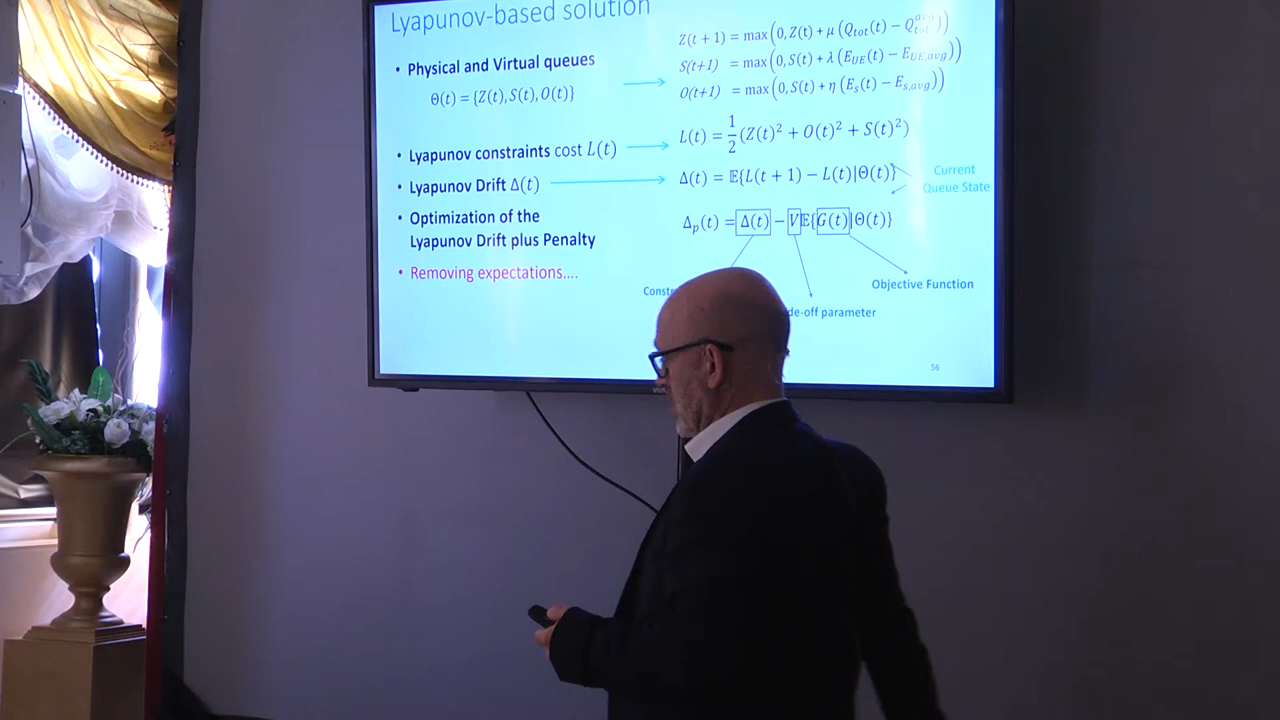 Lyapunov-based solution
• Physical and Virtual queues
Θ(t) = {Z(t), S(t), O(t)}
• Lyapunov constraints cost L(t)
• Lyapunov Drift Δ(t)
• Optimization of the
Lyapunov Drift plus Penalty
• Removing expectations....
Z(t + 1) = max(0, Z(t) + μ (Q_tot(t) − Q_tot^avg))
S(t+1) = max(0, S(t) + λ (E_UE(t) − E_UE,avg))
O(t+1) = max(0, S(t) + η (E_s(t) − E_s,avg))
L(t) = 1/2 (Z(t)² + O(t)² + S(t)²)
Δ(t) = 𝔼{L(t + 1) − L(t)|Θ(t)}
Current
Queue State
Δ_p(t) = Δ(t) − V𝔼{G(t)|Θ(t)}
Objective Function
parameter
56